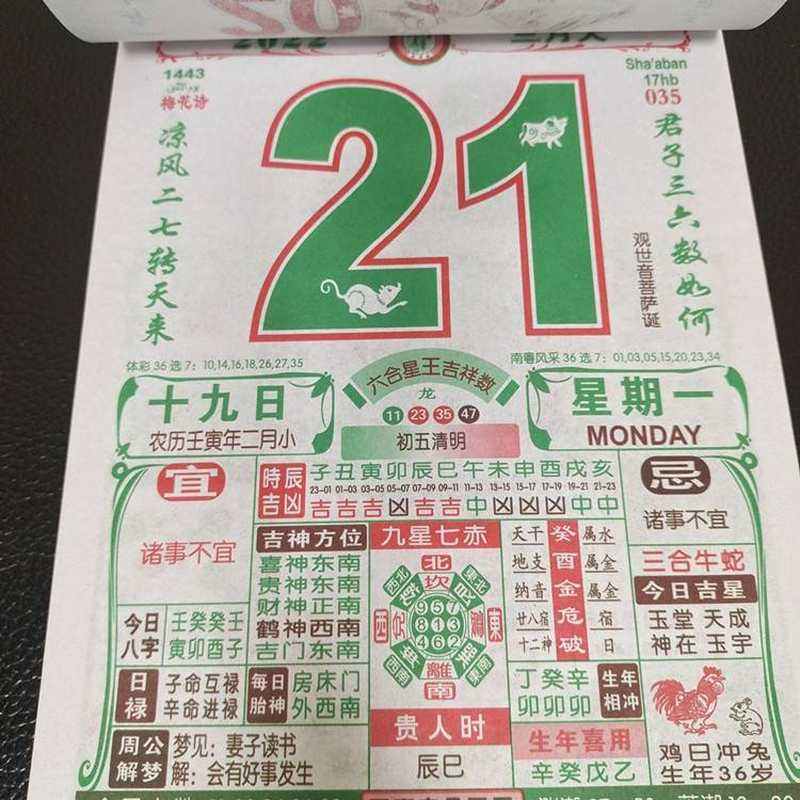 2022
三月大
1443
梅花诗
Sha'aban
17hb
035
凉风二七转天来
21
君子三六数如何
观世音菩萨诞
体彩36选7：10,14,16,18,26,27,35
南粤风采36选7：01,03,05,15,20,23,34
六合星王吉祥数
龙
11 23 35 47
初五清明
十九日
农历壬寅年二月小
星期一
MONDAY
宜
诸事不宜
時辰
吉凶
子丑寅卯辰巳午未申酉戌亥
23-01 01-03 03-05 05-07 07-09 09-11 11-13 13-15 15-17 17-19 19-21 21-23
吉吉吉凶吉吉中凶凶凶中中
忌
诸事不宜
吉神方位
喜神东南
贵神东南
财神正南
鹤神西南
吉门东南
九星七赤
北
西北 坎 東北
957
813
462
西 東
西南 離 東南
南
天干 癸 属水
地支 酉 属金
纳音 金 属金
廿八宿 危 宿
十二神 破 日
三合牛蛇
今日吉星
玉堂 天成
神在 玉宇
今日八字
壬癸癸壬
寅卯酉子
日禄
子命互禄
辛命进禄
每日胎神
房床门
外西南
丁癸辛
卯卯卯
生年相冲
贵人时
辰巳
生年喜用
辛癸戊乙
周公解梦
梦见：妻子读书
解：会有好事发生
鸡日冲兔
生年36岁